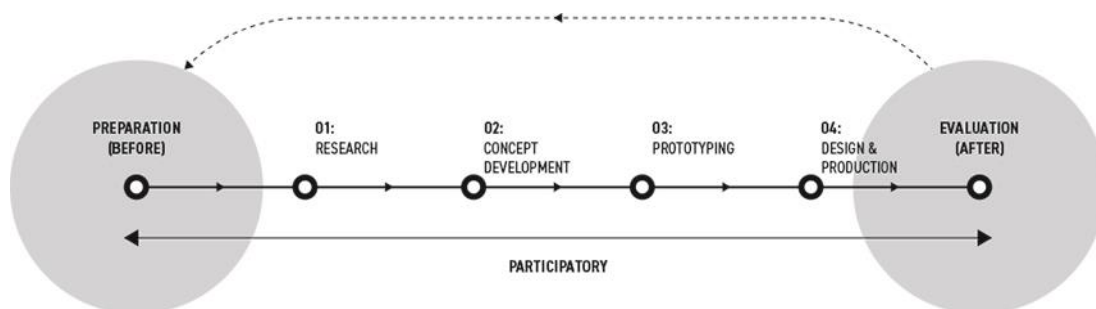 PREPARATION
(BEFORE)
01:
RESEARCH
02:
CONCEPT
DEVELOPMENT
03:
PROTOTYPING
04:
DESIGN &
PRODUCTION
EVALUATION
(AFTER)
PARTICIPATORY